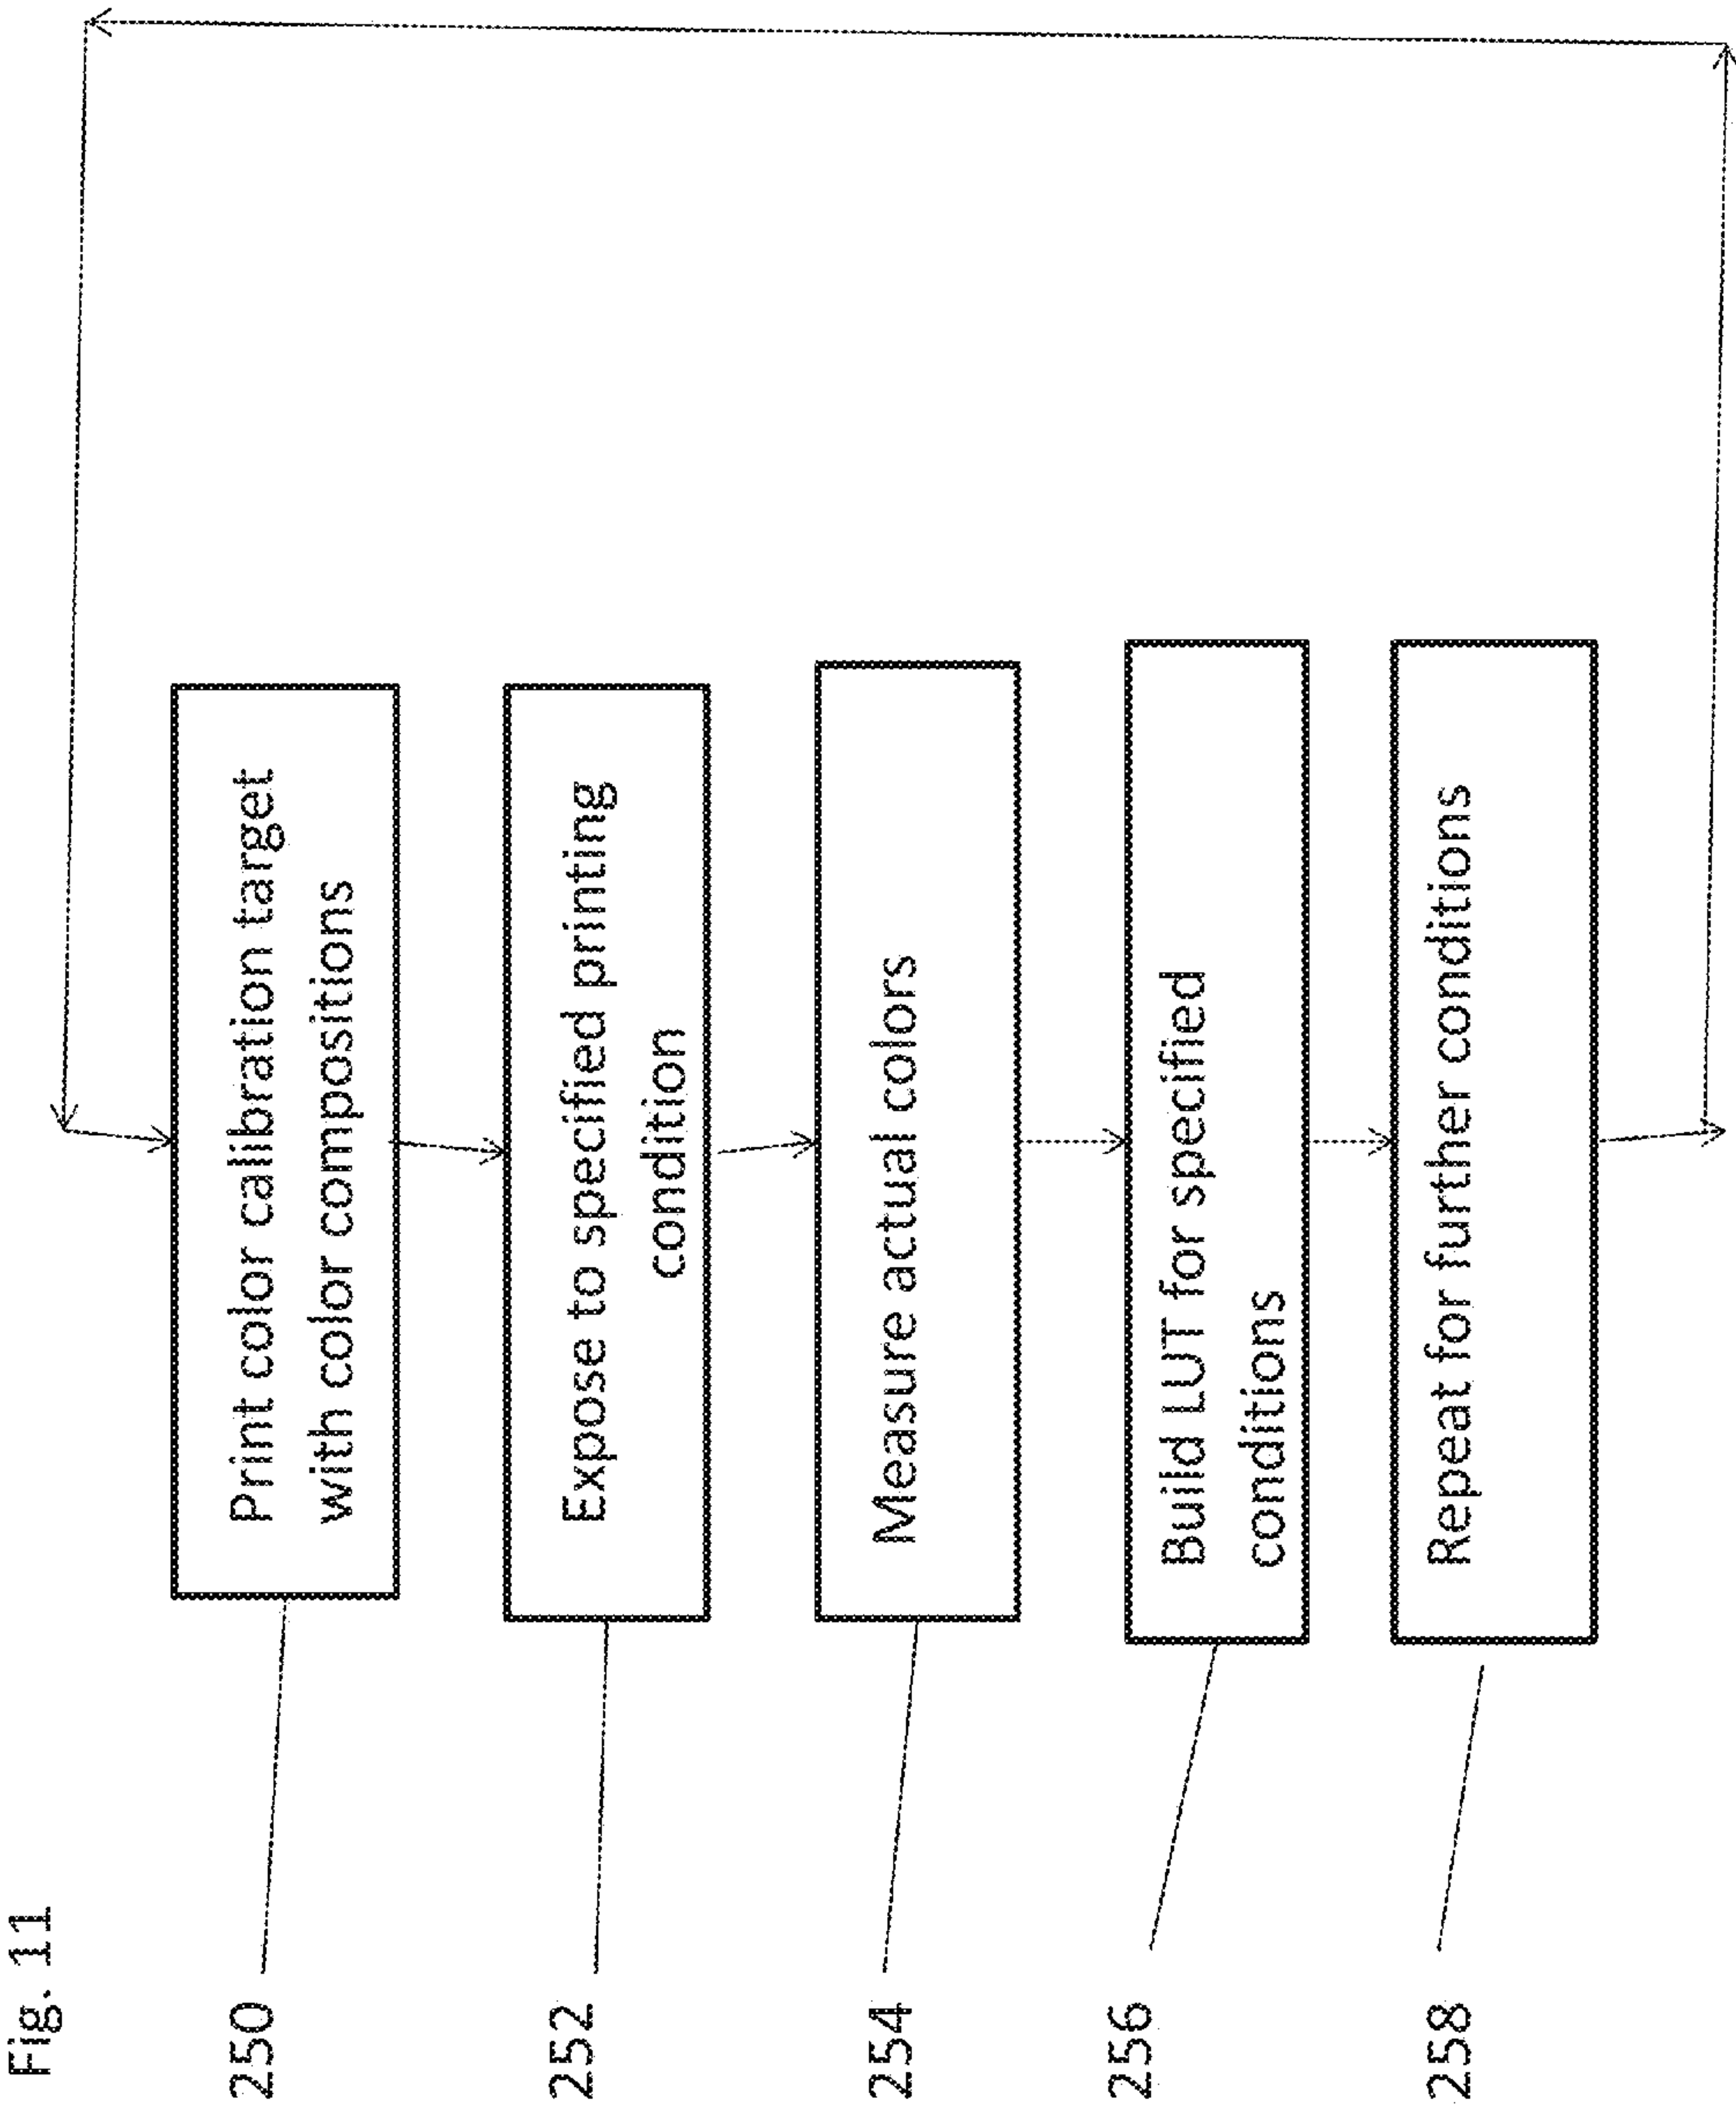 Fig. 11
250
Print color calibration target
with color compositions
252
Expose to specified printing
condition
254
Measure actual colors
256
Build LUT for specified
conditions
258
Repeat for further conditions